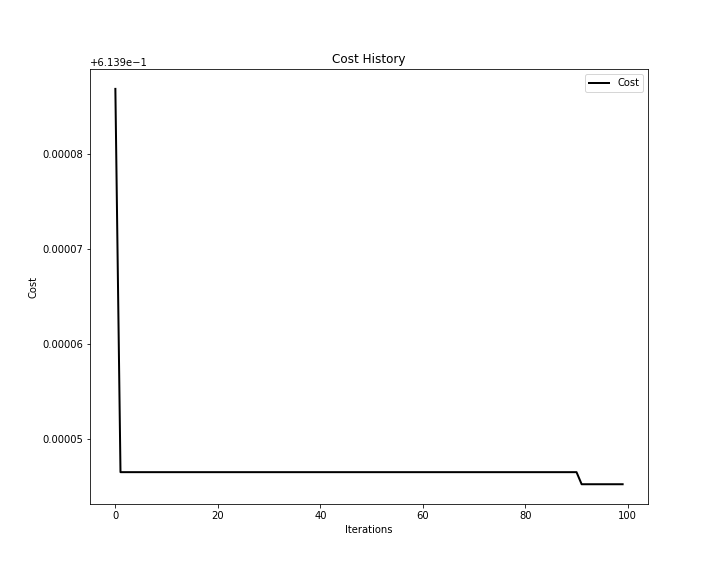 Cost History
+6.139e−1
Cost
0.00008
0.00007
0.00006
0.00005
Cost
0 20 40 60 80 100
Iterations